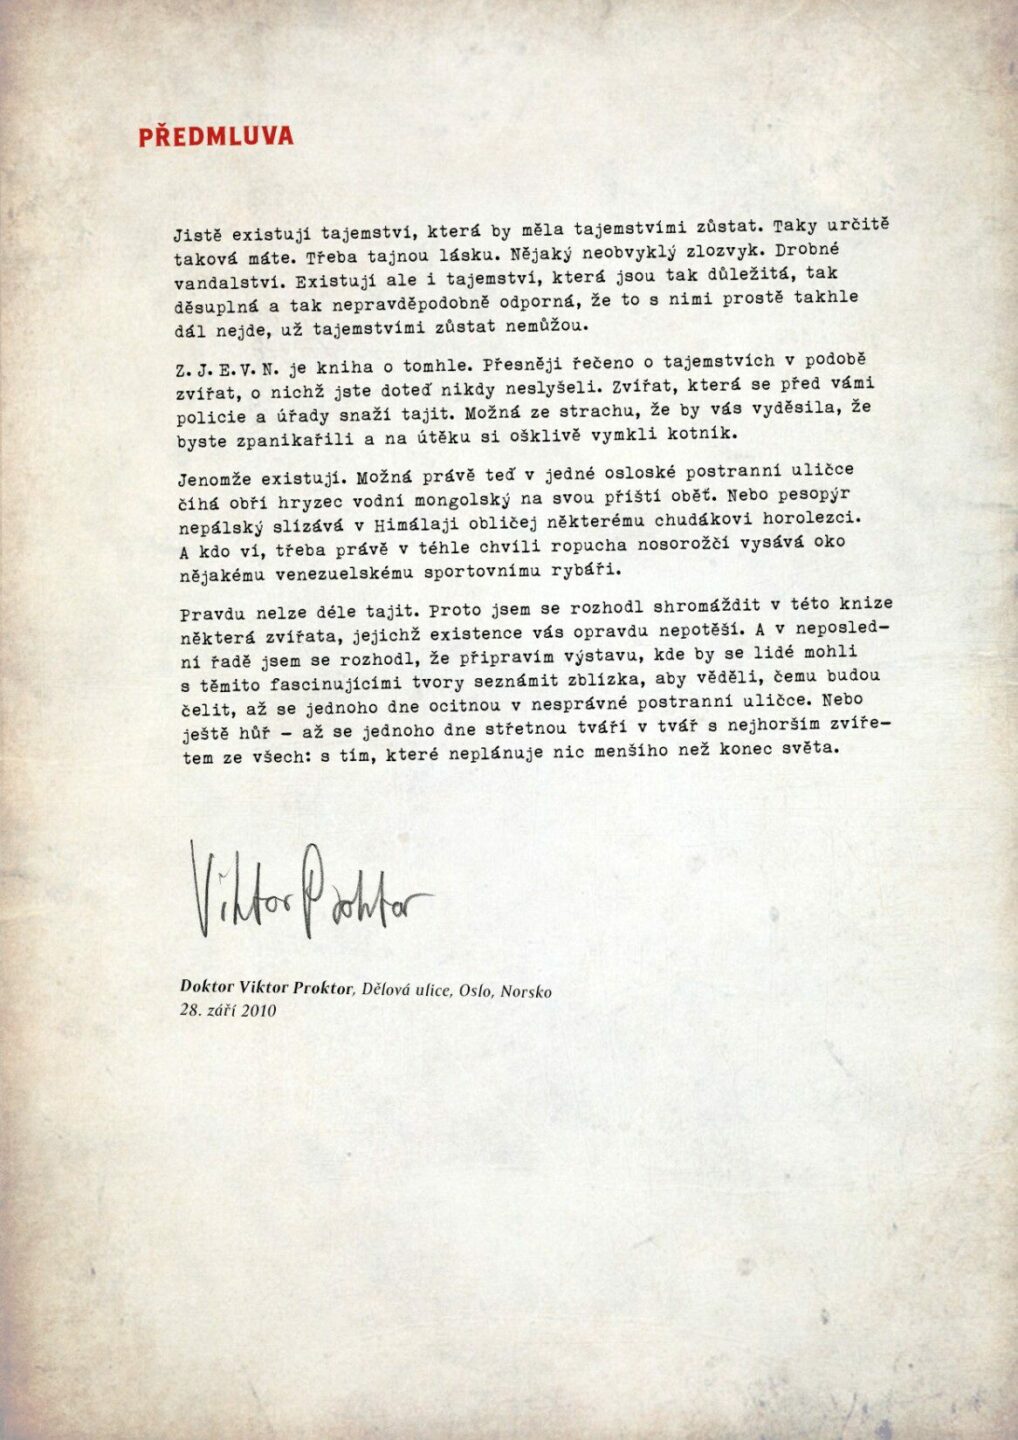 PŘEDMLUVA
Jistě existují tajemství, která by měla tajemstvími zůstat. Taky určitě
taková máte. Třeba tajnou lásku. Nějaký neobvyklý zlozvyk. Drobné
vandalství. Existují ale i tajemství, která jsou tak důležitá, tak
děsuplná a tak nepravděpodobně odporná, že to s nimi prostě takhle
dál nejde, už tajemstvími zůstat nemůžou.
Z.J.E.V.N. je kniha o tomhle. Přesněji řečeno o tajemstvích v podobě
zvířat, o nichž jste doteď nikdy neslyšeli. Zvířat, která se před vámi
policie a úřady snaží tajit. Možná ze strachu, že by vás vyděsila, že
byste zpanikařili a na útěku si ošklivě vymkli kotník.
Jenomže existují. Možná právě teď v jedné osloské postranní uličce
číhá obří hryzec vodní mongolský na svou příští oběť. Nebo pesopýr
nepálský slízává v Himálaji obličej některému chudákovi horolezci.
A kdo ví, třeba právě v téhle chvíli ropucha nosorožčí vysává oko
nějakému venezuelskému sportovnímu rybáři.
Pravdu nelze déle tajit. Proto jsem se rozhodl shromáždit v této knize
některá zvířata, jejichž existence vás opravdu nepotěší. A v neposled-
ní řadě jsem se rozhodl, že připravím výstavu, kde by se lidé mohli
s těmito fascinujícími tvory seznámit zblízka, aby věděli, čemu budou
čelit, až se jednoho dne ocitnou v nesprávné postranní uličce. Nebo
ještě hůř – až se jednoho dne střetnou tváří v tvář s nejhorším zvíře-
tem ze všech: s tím, které neplánuje nic menšího než konec světa.
Viktor Proktor
Doktor Viktor Proktor, Dělová ulice, Oslo, Norsko
28. září 2010